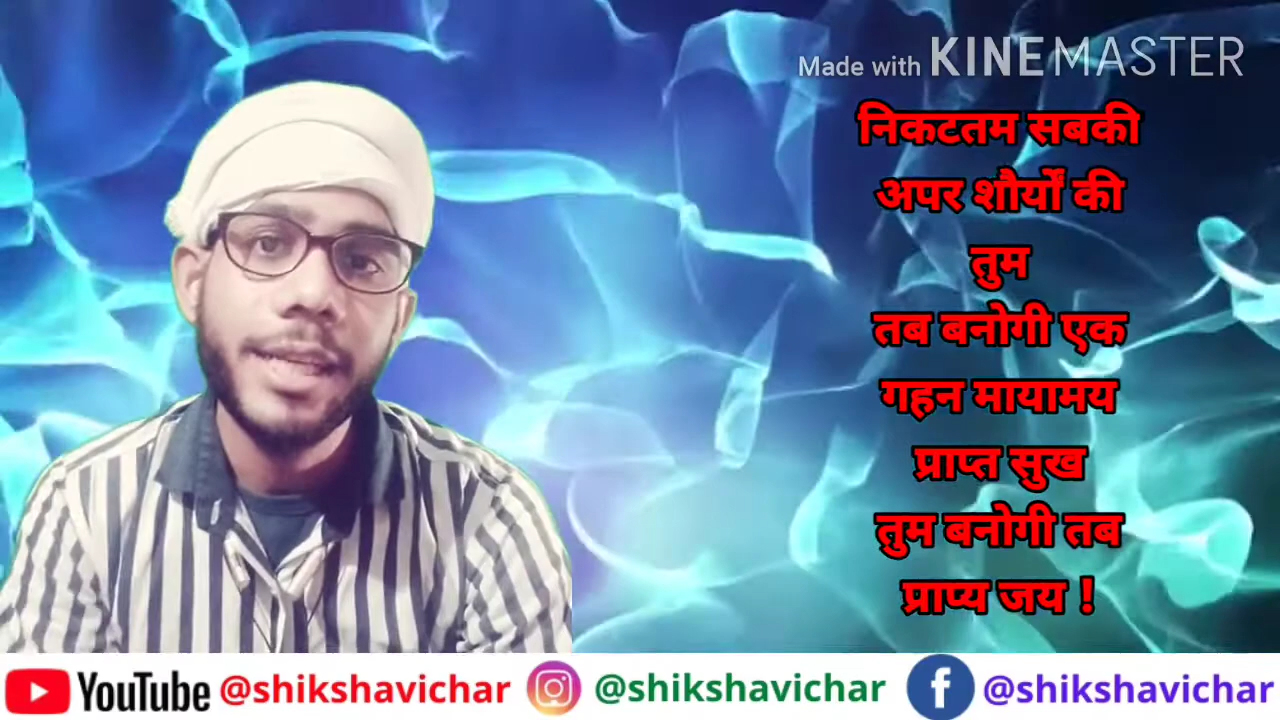 Made with KINEMASTER
निकटतम सबकी
अपर शौर्यों की
तुम
तब बनोगी एक
गहन मायामय
प्राप्त सुख
तुम बनोगी तब
प्राप्य जय !
YouTube @shikshavichar @shikshavichar @shikshavichar